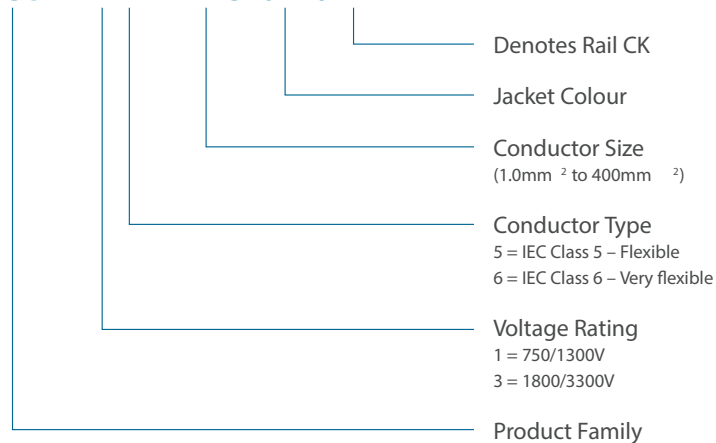 Denotes Rail CK
Jacket Colour
Conductor Size
(1.0mm ² to 400mm ²)
Conductor Type
5 = IEC Class 5 – Flexible
6 = IEC Class 6 – Very flexible
Voltage Rating
1 = 750/1300V
3 = 1800/3300V
Product Family